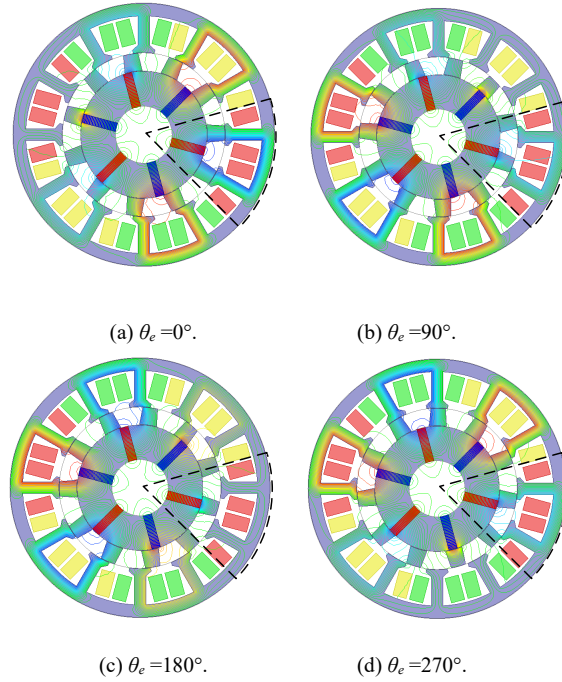 (a) θe =0°.
(b) θe =90°.
(c) θe =180°.
(d) θe =270°.